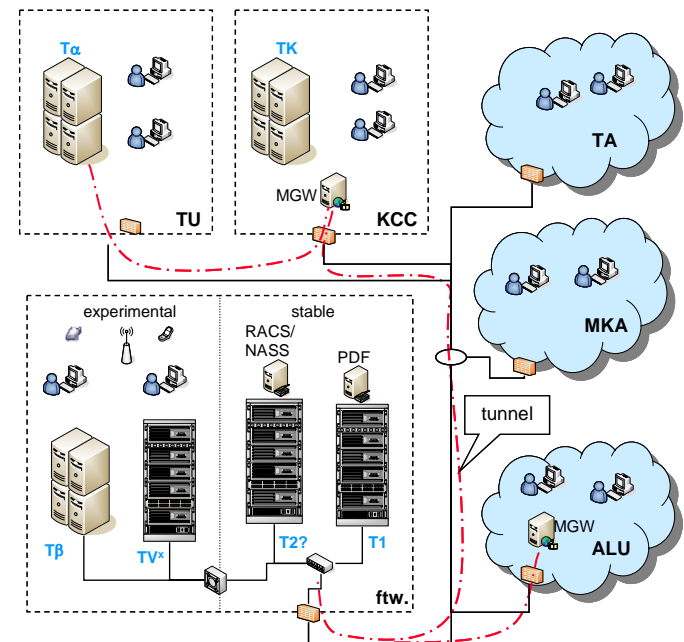 Tα
TK
TA
MGW
TU
KCC
experimental
stable
RACS/
NASS
PDF
MKA
tunnel
MGW
Tβ
TVˣ
T2?
T1
ALU
ftw.